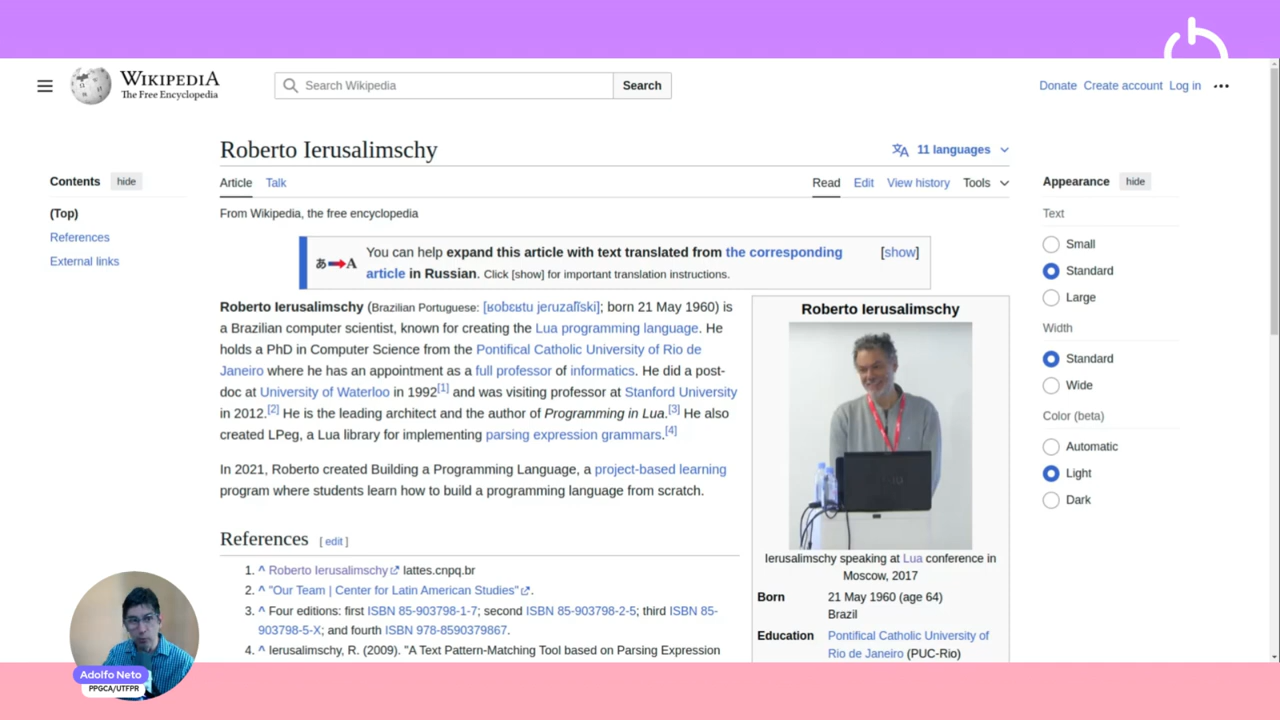 WIKIPEDIA
The Free Encyclopedia
Search Wikipedia
Search
Donate Create account Log in
Roberto Ierusalimschy
11 languages
Contents hide
(Top)
References
External links
Article Talk
Read Edit View history Tools
From Wikipedia, the free encyclopedia
あ A
You can help expand this article with text translated from the corresponding
article in Russian. Click [show] for important translation instructions.
[show]
Roberto Ierusalimschy (Brazilian Portuguese: born 21 May 1960) is
a Brazilian computer scientist, known for creating the Lua programming language. He
holds a PhD in Computer Science from the Pontifical Catholic University of Rio de
Janeiro where he has an appointment as a full professor of informatics. He did a post-
doc at University of Waterloo in 1992[1] and was visiting professor at Stanford University
in 2012.[2] He is the leading architect and the author of Programming in Lua.[3] He also
created LPeg, a Lua library for implementing parsing expression grammars.[4]
In 2021, Roberto created Building a Programming Language, a project-based learning
program where students learn how to build a programming language from scratch.
References [ edit ]
1. ^ Roberto Ierusalimschy lattes.cnpq.br
2. ^ "Our Team | Center for Latin American Studies".
3. ^ Four editions: first ISBN 85-903798-1-7; second ISBN 85-903798-2-5; third ISBN 85-
903798-5-X; and fourth ISBN 978-8590379867.
4. ^ Ierusalimschy, R. (2009). "A Text Pattern-Matching Tool based on Parsing Expression
Roberto Ierusalimschy
Ierusalimschy speaking at Lua conference in
Moscow, 2017
Born 21 May 1960 (age 64)
Brazil
Education Pontifical Catholic University of
Rio de Janeiro (PUC-Rio)
Appearance hide
Text
Small
Standard
Large
Width
Standard
Wide
Color (beta)
Automatic
Light
Dark
Adolfo Neto
PPGCA/UTFPR